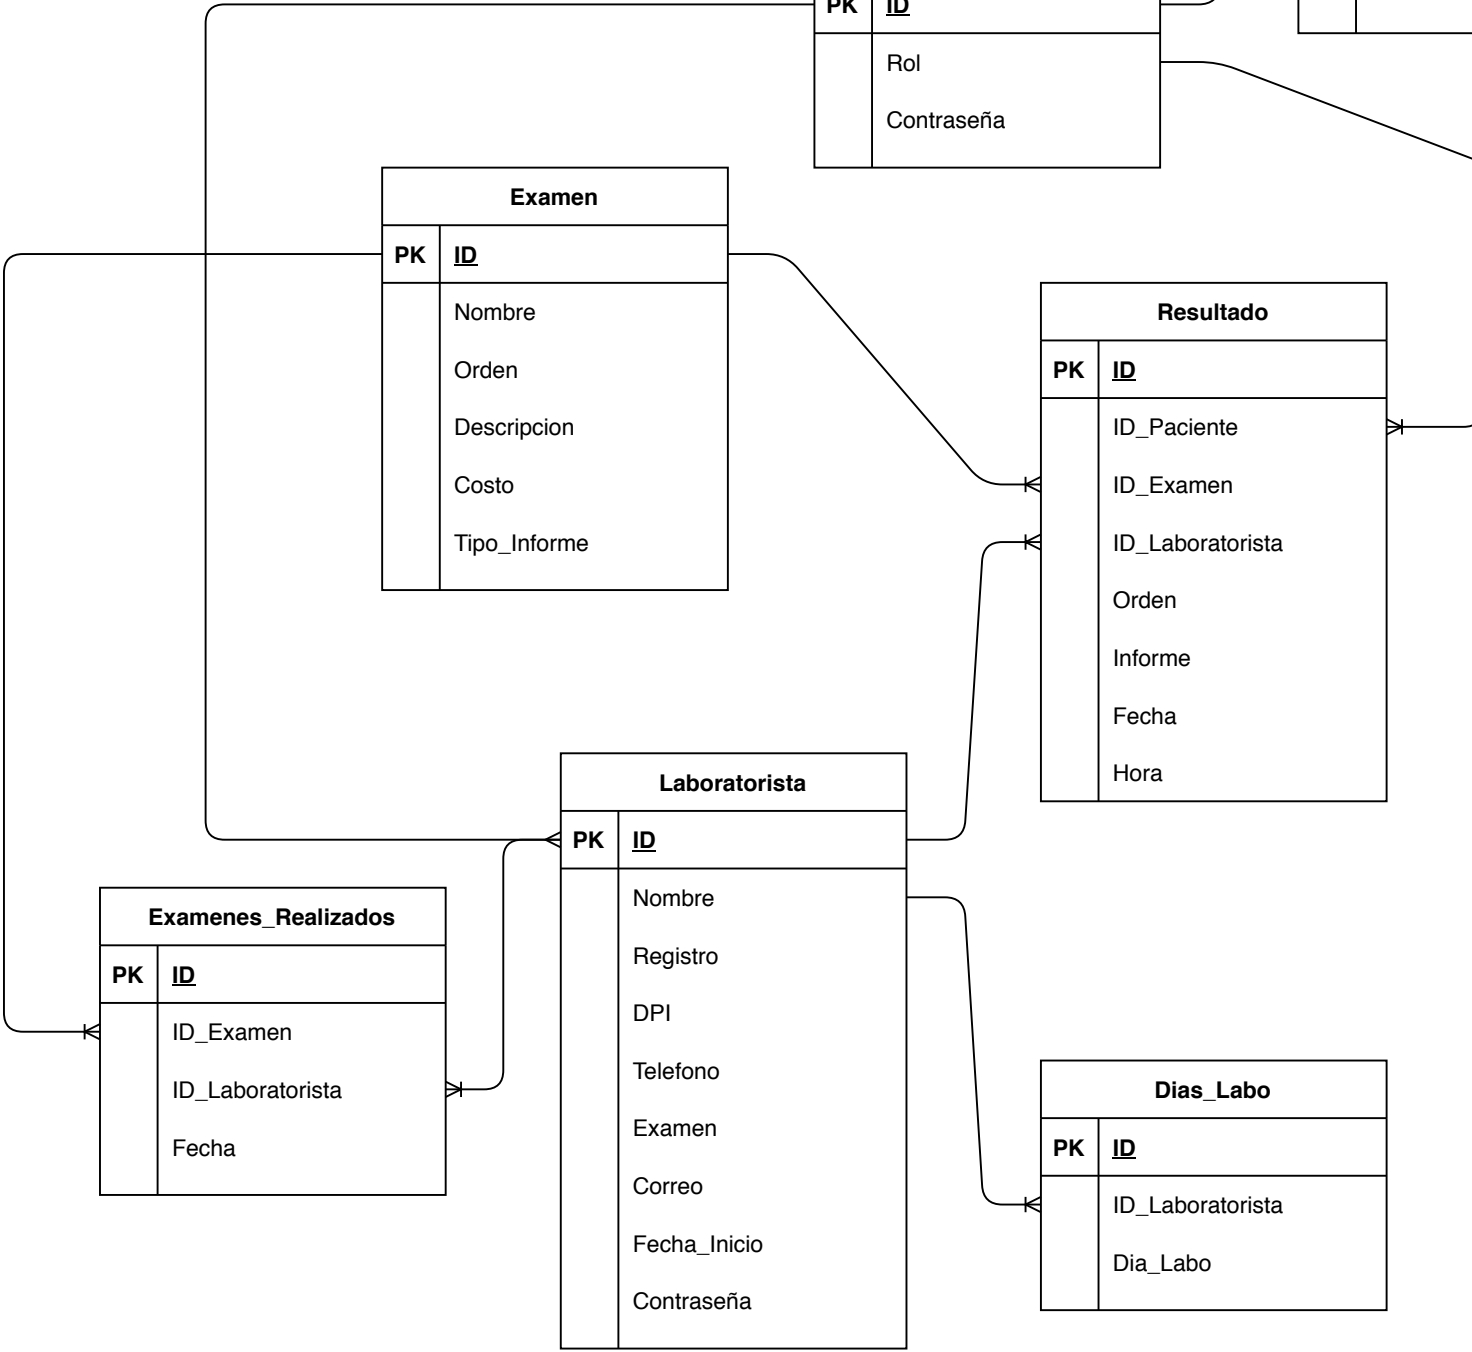 PK ID
Rol
Contraseña
Examen
PK ID
Nombre
Orden
Descripcion
Costo
Tipo_Informe
Resultado
PK ID
ID_Paciente
ID_Examen
ID_Laboratorista
Orden
Informe
Fecha
Hora
Laboratorista
PK ID
Nombre
Registro
DPI
Telefono
Examen
Correo
Fecha_Inicio
Contraseña
Examenes_Realizados
PK ID
ID_Examen
ID_Laboratorista
Fecha
Dias_Labo
PK ID
ID_Laboratorista
Dia_Labo